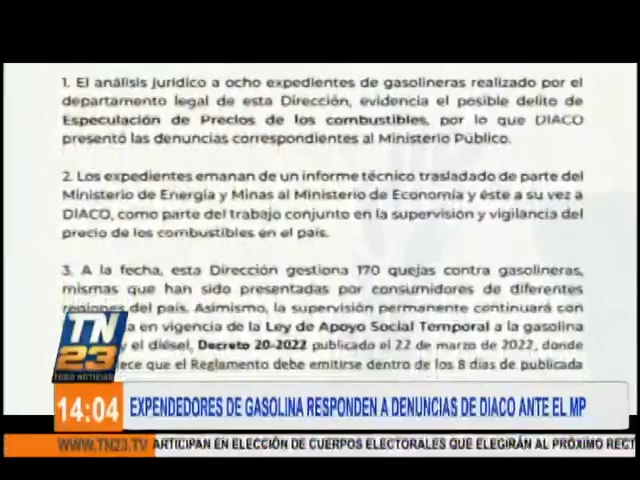 1. El análisis jurídico a ocho expedientes de gasolineras realizado por el
departamento legal de esta Dirección, evidencia el posible delito de
Especulación de Precios de los combustibles, por lo que DIACO
presentó las denuncias correspondientes al Ministerio Público.
2. Los expedientes emanan de un informe técnico trasladado de parte del
Ministerio de Energía y Minas al Ministerio de Economía y éste a su vez a
DIACO, como parte del trabajo conjunto en la supervisión y vigilancia del
precio de los combustibles en el país.
3. A la fecha, esta Dirección gestiona 170 quejas contra gasolineras,
mismas que han sido presentadas por consumidores de diferentes
regiones del país. Asimismo, la supervisión permanente continuará con
a en vigencia de la Ley de Apoyo Social Temporal a la gasolina
y el diésel, Decreto 20-2022 publicado el 22 de marzo de 2022, donde
ece que el Reglamento debe emitirse dentro de los 8 días de publicada
TN
23
TODO NOTICIAS
14:04 EXPENDEDORES DE GASOLINA RESPONDEN A DENUNCIAS DE DIACO ANTE EL MP
WWW.TN23.TV ARTICIPAN EN ELECCIÓN DE CUERPOS ELECTORALES QUE ELEGIRÁN AL PRÓXIMO RECT